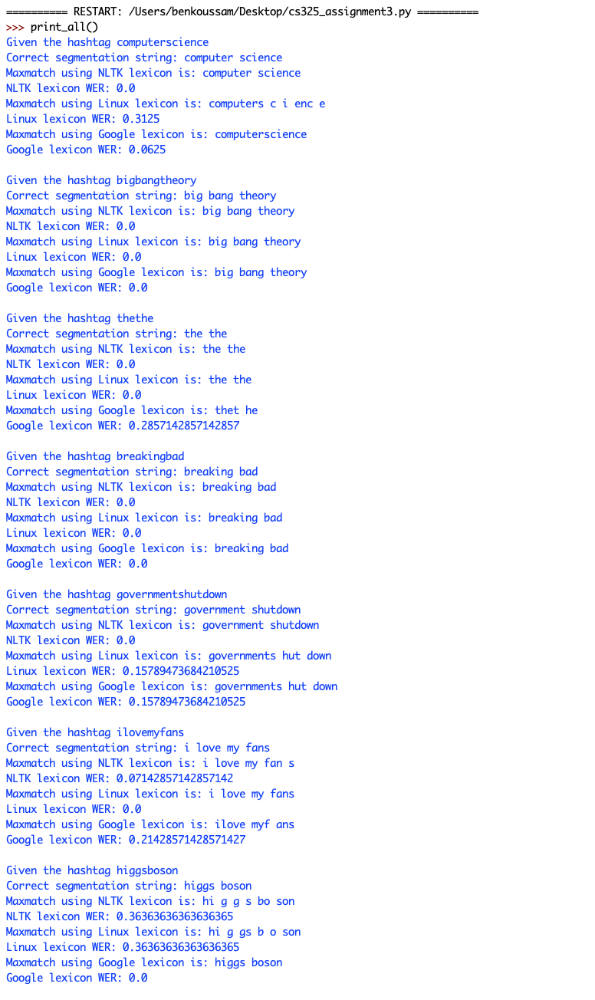 ========== RESTART: /Users/benkoussam/Desktop/cs325_assignment3.py ==========
>>> print_all()
Given the hashtag computerscience
Correct segmentation string: computer science
Maxmatch using NLTK lexicon is: computer science
NLTK lexicon WER: 0.0
Maxmatch using Linux lexicon is: computers c i enc e
Linux lexicon WER: 0.3125
Maxmatch using Google lexicon is: computerscience
Google lexicon WER: 0.0625

Given the hashtag bigbangtheory
Correct segmentation string: big bang theory
Maxmatch using NLTK lexicon is: big bang theory
NLTK lexicon WER: 0.0
Maxmatch using Linux lexicon is: big bang theory
Linux lexicon WER: 0.0
Maxmatch using Google lexicon is: big bang theory
Google lexicon WER: 0.0

Given the hashtag thethe
Correct segmentation string: the the
Maxmatch using NLTK lexicon is: the the
NLTK lexicon WER: 0.0
Maxmatch using Linux lexicon is: the the
Linux lexicon WER: 0.0
Maxmatch using Google lexicon is: thet he
Google lexicon WER: 0.2857142857142857

Given the hashtag breakingbad
Correct segmentation string: breaking bad
Maxmatch using NLTK lexicon is: breaking bad
NLTK lexicon WER: 0.0
Maxmatch using Linux lexicon is: breaking bad
Linux lexicon WER: 0.0
Maxmatch using Google lexicon is: breaking bad
Google lexicon WER: 0.0

Given the hashtag governmentshutdown
Correct segmentation string: government shutdown
Maxmatch using NLTK lexicon is: government shutdown
NLTK lexicon WER: 0.0
Maxmatch using Linux lexicon is: governments hut down
Linux lexicon WER: 0.15789473684210525
Maxmatch using Google lexicon is: governments hut down
Google lexicon WER: 0.15789473684210525

Given the hashtag ilovemyfans
Correct segmentation string: i love my fans
Maxmatch using NLTK lexicon is: i love my fan s
NLTK lexicon WER: 0.07142857142857142
Maxmatch using Linux lexicon is: i love my fans
Linux lexicon WER: 0.0
Maxmatch using Google lexicon is: ilove myf ans
Google lexicon WER: 0.21428571428571427

Given the hashtag higgsboson
Correct segmentation string: higgs boson
Maxmatch using NLTK lexicon is: hi g g s bo son
NLTK lexicon WER: 0.36363636363636365
Maxmatch using Linux lexicon is: hi g gs b o son
Linux lexicon WER: 0.36363636363636365
Maxmatch using Google lexicon is: higgs boson
Google lexicon WER: 0.0